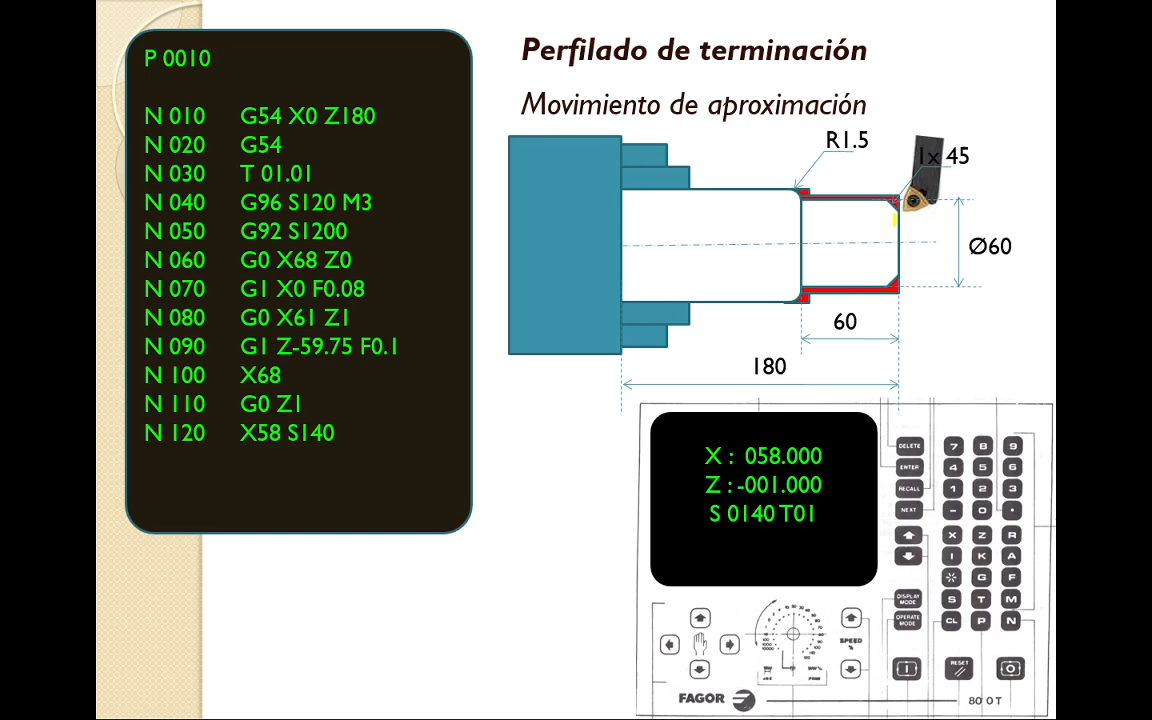 P 0010
N 010 G54 X0 Z180
N 020 G54
N 030 T 01.01
N 040 G96 S120 M3
N 050 G92 S1200
N 060 G0 X68 Z0
N 070 G1 X0 F0.08
N 080 G0 X61 Z1
N 090 G1 Z-59.75 F0.1
N 100 X68
N 110 G0 Z1
N 120 X58 S140
Perfilado de terminación
Movimiento de aproximación
R1.5
1x 45
Ø60
60
180
X : 058.000
Z : -001.000
S 0140 T01
DELETE 7 8 9
ENTER 4 5 6
RECALL 1 2 3
NEXT - 0 .
X Z R
I K A
G F
DISPLAY MODE S T M
OPERATE MODE CL P N
SPEED %
RESET
FAGOR
80 0 T